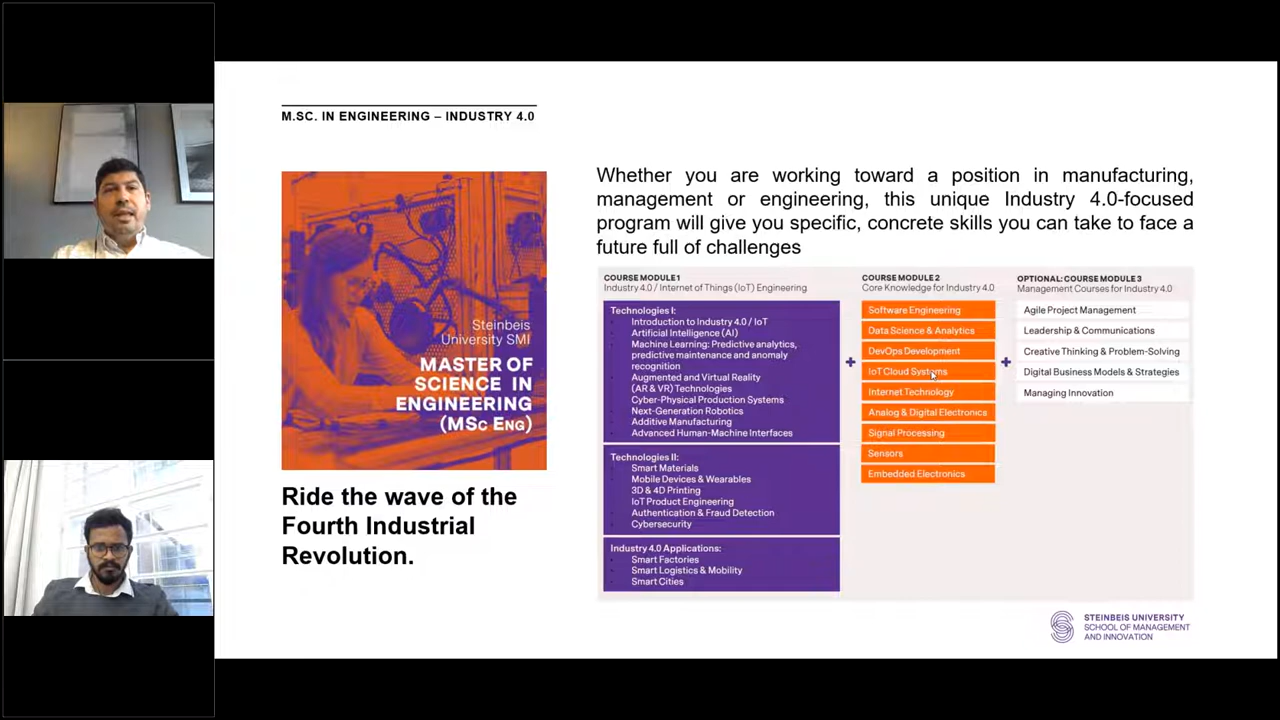 M.SC. IN ENGINEERING – INDUSTRY 4.0
Steinbeis
University SMI
MASTER OF
SCIENCE IN
ENGINEERING
(MSc Eng)
Ride the wave of the
Fourth Industrial
Revolution.
Whether you are working toward a position in manufacturing,
management or engineering, this unique Industry 4.0-focused
program will give you specific, concrete skills you can take to face a
future full of challenges
COURSE MODULE 1
Industry 4.0 / Internet of Things (IoT) Engineering
Technologies I:
Introduction to Industry 4.0 / IoT
Artificial Intelligence (AI)
Machine Learning: Predictive analytics,
predictive maintenance and anomaly
recognition
Augmented and Virtual Reality
(AR & VR) Technologies
Cyber-Physical Production Systems
Next-Generation Robotics
Additive Manufacturing
Advanced Human-Machine Interfaces
Technologies II:
Smart Materials
Mobile Devices & Wearables
3D & 4D Printing
IoT Product Engineering
Authentication & Fraud Detection
Cybersecurity
Industry 4.0 Applications:
Smart Factories
Smart Logistics & Mobility
Smart Cities
+
COURSE MODULE 2
Core Knowledge for Industry 4.0
Software Engineering
Data Science & Analytics
DevOps Development
IoT Cloud Systems
Internet Technology
Analog & Digital Electronics
Signal Processing
Sensors
Embedded Electronics
+
OPTIONAL: COURSE MODULE 3
Management Courses for Industry 4.0
Agile Project Management
Leadership & Communications
Creative Thinking & Problem-Solving
Digital Business Models & Strategies
Managing Innovation
STEINBEIS UNIVERSITY
SCHOOL OF MANAGEMENT
AND INNOVATION